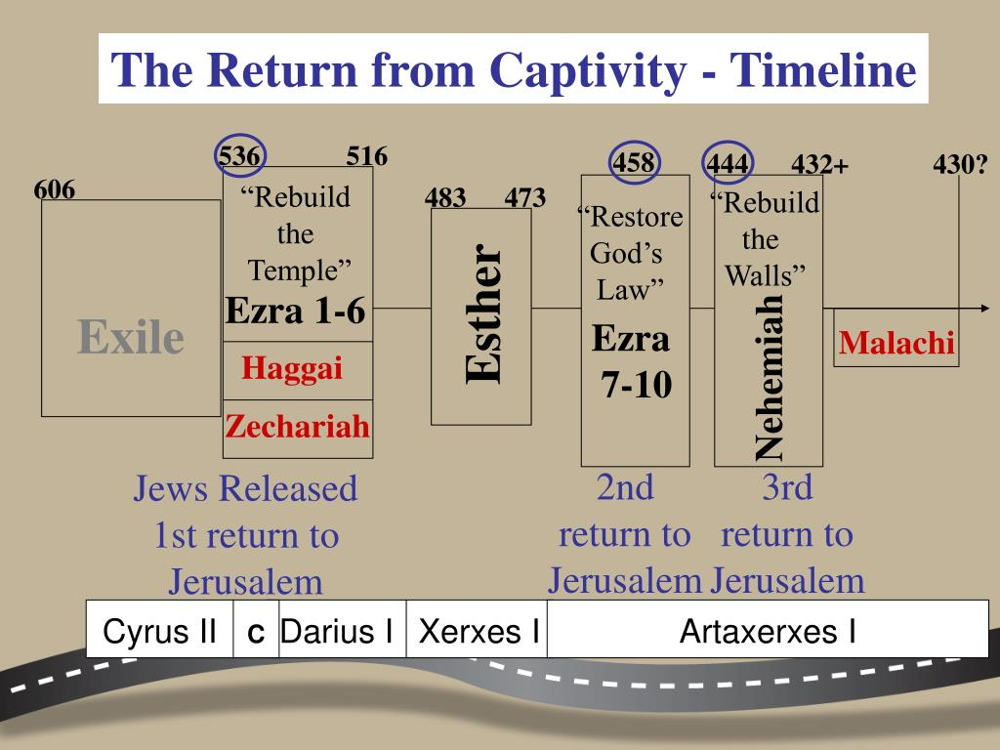 The Return from Captivity - Timeline
606
536
516
483
473
458
444
432+
430?
Exile
“Rebuild
the
Temple”
Ezra 1-6
Haggai
Zechariah
Esther
“Restore
God’s
Law”
Ezra
7-10
“Rebuild
the
Walls”
Nehemiah
Malachi
Jews Released
1st return to
Jerusalem
2nd
return to
Jerusalem
3rd
return to
Jerusalem
Cyrus II
C
Darius I
Xerxes I
Artaxerxes I